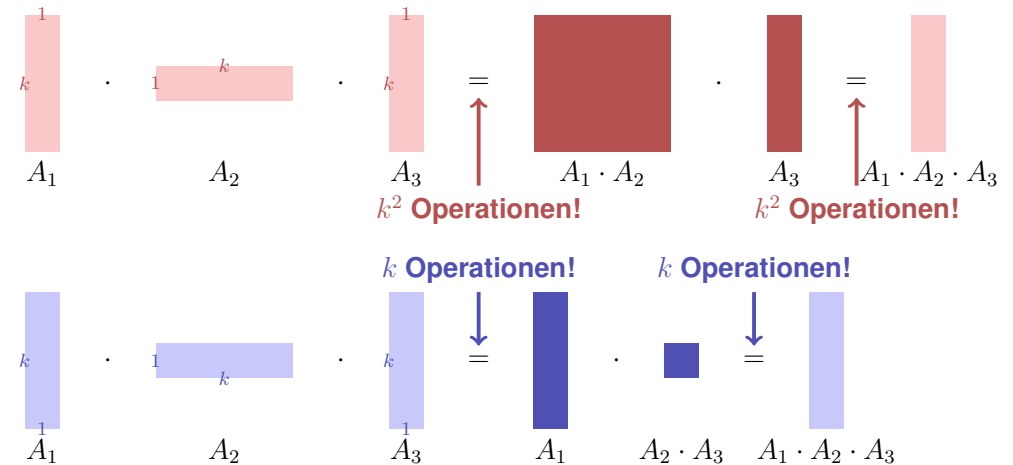 1 k 1
k · 1 · k = · =
A₁ A₂ A₃ A₁ · A₂ A₃ A₁ · A₂ · A₃
k² Operationen! k² Operationen!
k Operationen! k Operationen!
k · 1 · k = · =
k
1 1
A₁ A₂ A₃ A₁ A₂ · A₃ A₁ · A₂ · A₃